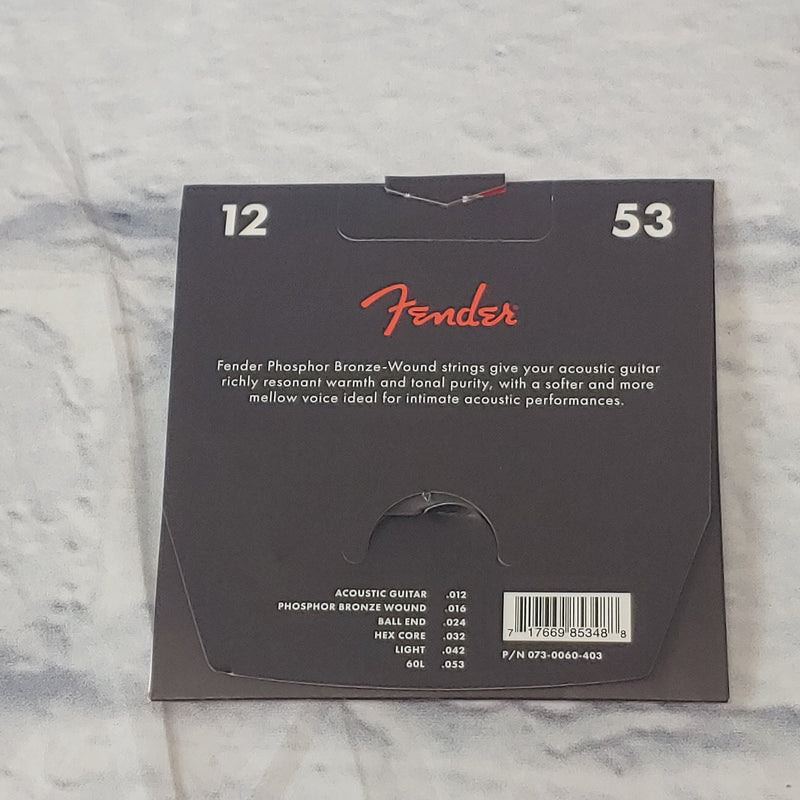 12 53
Fender
Fender Phosphor Bronze-Wound strings give your acoustic guitar
richly resonant warmth and tonal purity, with a softer and more
mellow voice ideal for intimate acoustic performances.
ACOUSTIC GUITAR .012
PHOSPHOR BRONZE WOUND .016
BALL END .024
HEX CORE .032
LIGHT .042
60L .053
7 17669 85348 8
P/N 073-0060-403